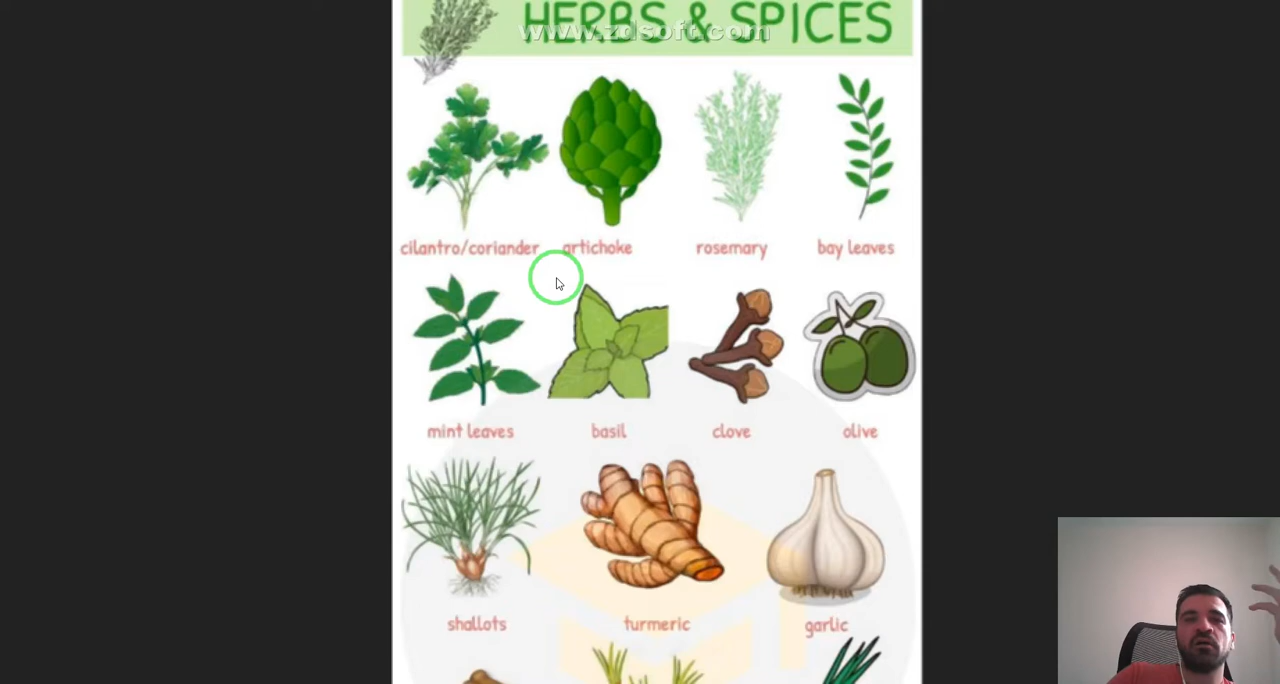 HERBS & SPICES
www.zdsoft.com
cilantro/coriander artichoke rosemary bay leaves
mint leaves basil clove olive
shallots turmeric garlic